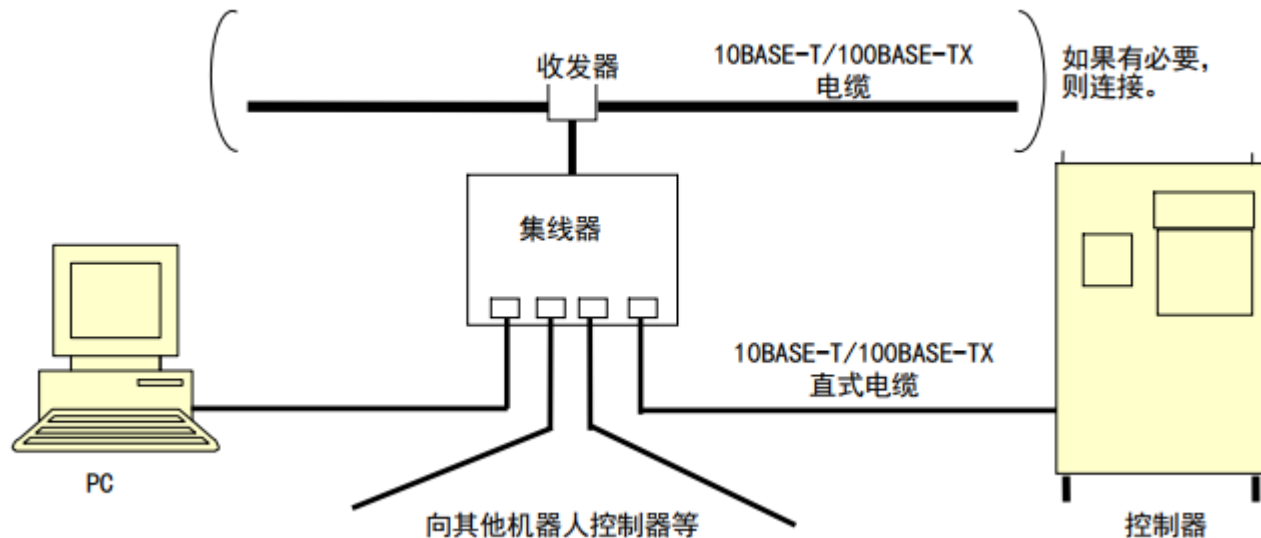 收发器
10BASE-T/100BASE-TX
电缆
如果有必要，
则连接。
集线器
10BASE-T/100BASE-TX
直式电缆
PC
向其他机器人控制器等
控制器